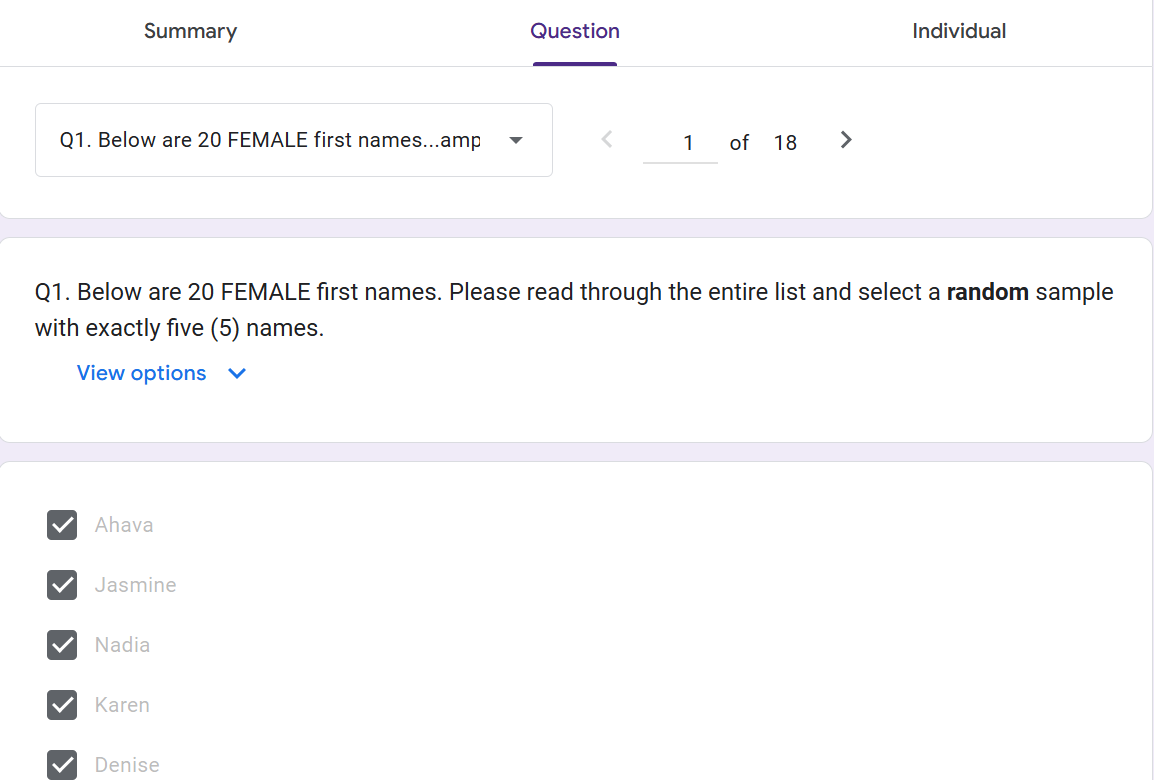 Summary Question Individual
Q1. Below are 20 FEMALE first names...amp 1 of 18
Q1. Below are 20 FEMALE first names. Please read through the entire list and select a random sample
with exactly five (5) names.
View options
Ahava
Jasmine
Nadia
Karen
Denise